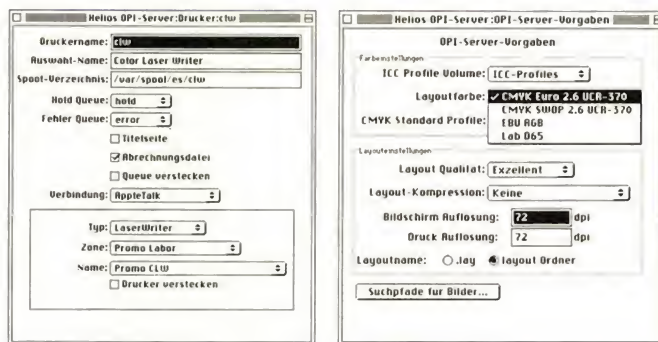 Helios OPI-Server:Drucker:clw
Druckername: clw
Auswahl-Name: Color Laser Writer
Spool-Verzeichnis: /var/spool/es/clw
Hold Queue: hold
Fehler Queue: error
Titelseite
Abrechnungsdatei
Queue verstecken
Verbindung: AppleTalk
Typ: LaserWriter
Zone: Promo Labor
Name: Promo CLW
Drucker verstecken
Helios OPI-Server:OPI-Server-Vorgaben
OPI-Server-Vorgaben
Farbeinstellungen
ICC Profile Volume: ICC-Profiles
Layoutfarbe: CMYK Euro 2.6 UCR-370
CMYK SWOP 2.6 UCR-370
CMYK Standard Profile: EBU RGB
Lab D65
Layouteinstellungen
Layout Qualität: Exzellent
Layout-Kompression: Keine
Bildschirm Auflösung: 72 dpi
Druck Auflösung: 72 dpi
Layoutname: .lay layout Ordner
Suchpfade für Bilder...